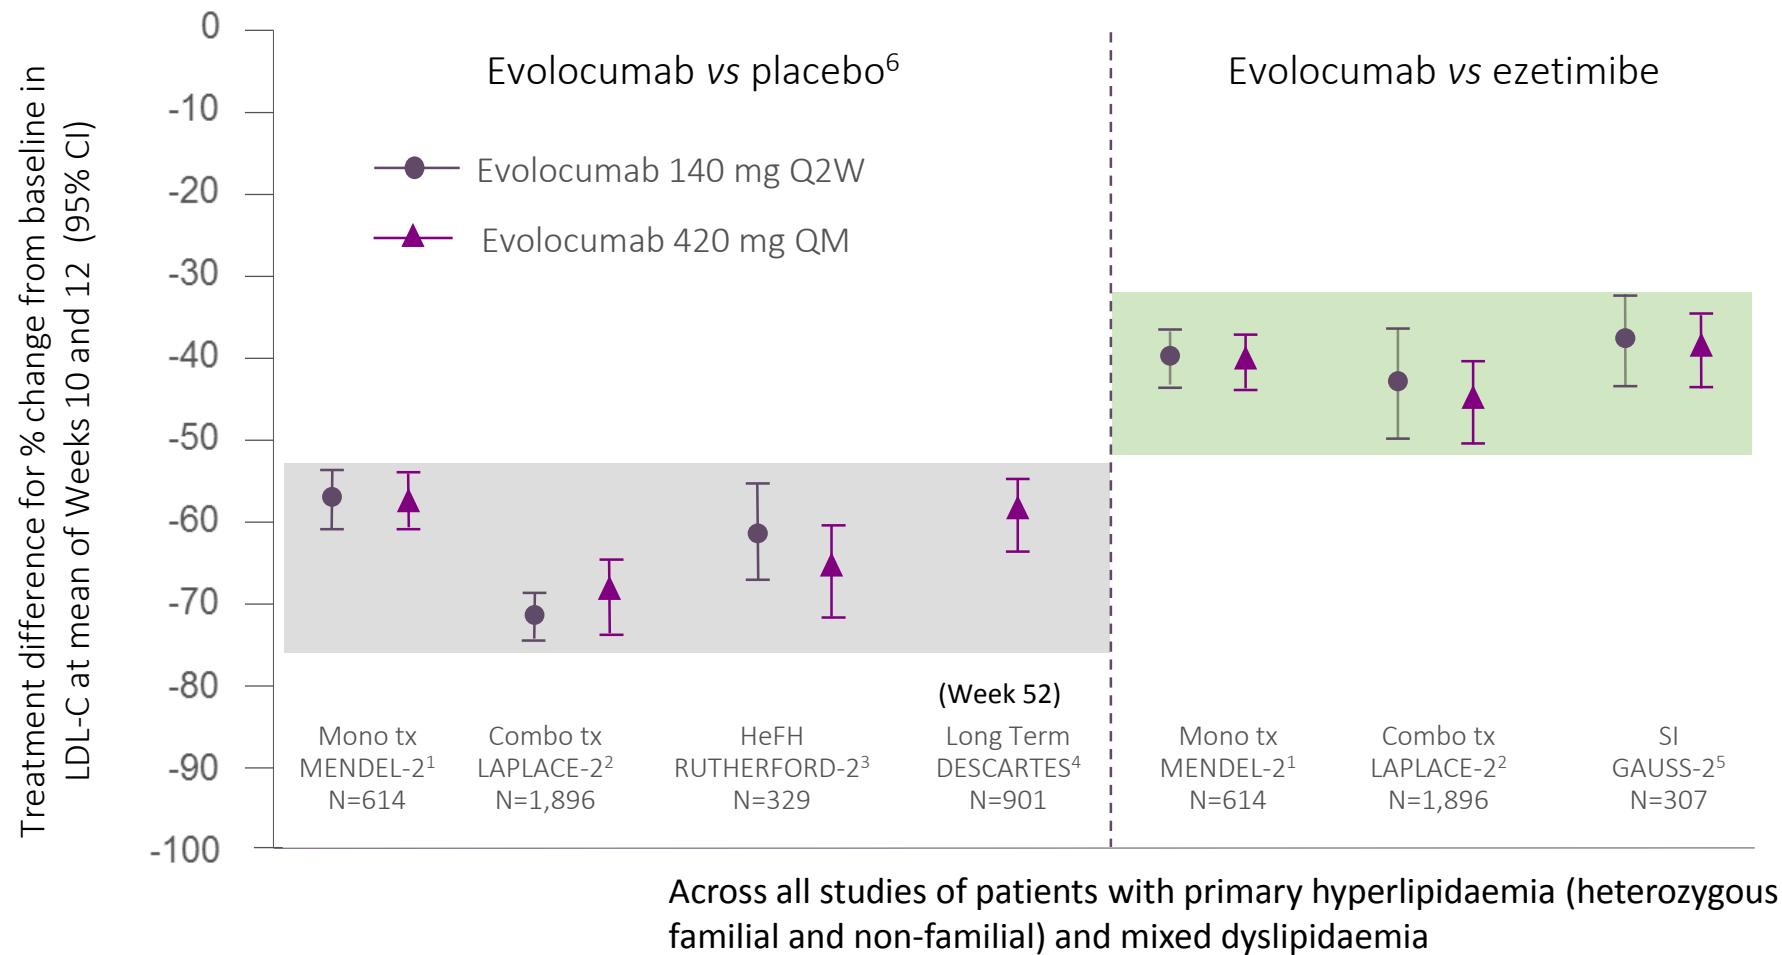 Treatment difference for % change from baseline in
LDL-C at mean of Weeks 10 and 12 (95% CI)
0
-10
-20
-30
-40
-50
-60
-70
-80
-90
-100
Evolocumab vs placebo⁶
Evolocumab 140 mg Q2W
Evolocumab 420 mg QM
Evolocumab vs ezetimibe
(Week 52)
Mono tx
MENDEL-2¹
N=614
Combo tx
LAPLACE-2²
N=1,896
HeFH
RUTHERFORD-2³
N=329
Long Term
DESCARTES⁴
N=901
Mono tx
MENDEL-2¹
N=614
Combo tx
LAPLACE-2²
N=1,896
SI
GAUSS-2⁵
N=307
Across all studies of patients with primary hyperlipidaemia (heterozygous
familial and non-familial) and mixed dyslipidaemia